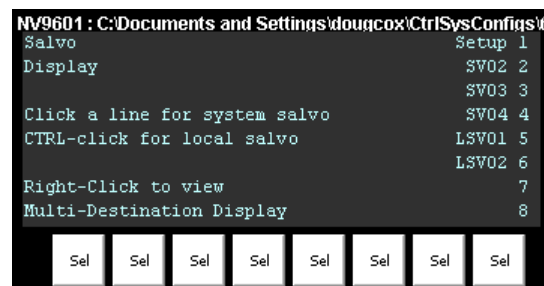 NV9601 : C:\Documents and Settings\dougcox\CtrlSysConfigs\
Salvo Setup 1
Display SV02 2
SV03 3
Click a line for system salvo SV04 4
CTRL-click for local salvo LSV01 5
LSV02 6
Right-Click to view 7
Multi-Destination Display 8
Sel Sel Sel Sel Sel Sel Sel Sel